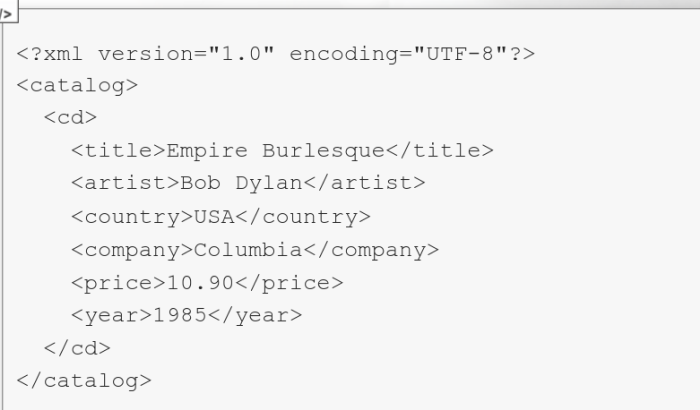 />
<?xml version="1.0" encoding="UTF-8"?>
<catalog>
  <cd>
    <title>Empire Burlesque</title>
    <artist>Bob Dylan</artist>
    <country>USA</country>
    <company>Columbia</company>
    <price>10.90</price>
    <year>1985</year>
  </cd>
</catalog>